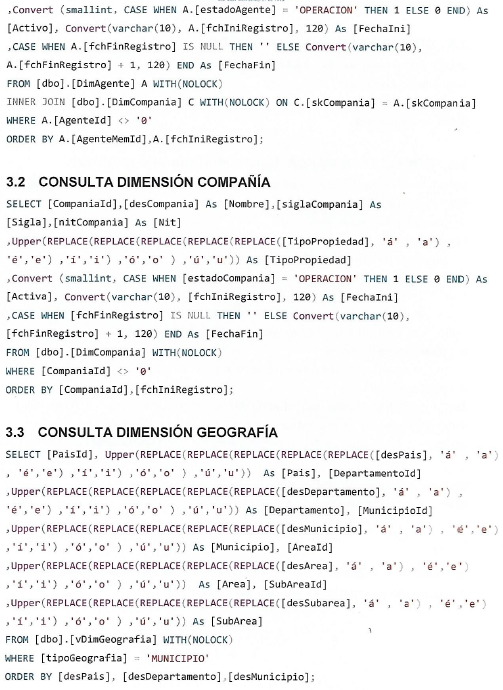 ,Convert (smallint, CASE WHEN A.[estadoAgente] = 'OPERACION' THEN 1 ELSE 0 END) As
[Activo], Convert(varchar(10), A.[fchIniRegistro], 120) As [FechaIni]
,CASE WHEN A.[fchFinRegistro] IS NULL THEN '' ELSE Convert(varchar(10),
A.[fchFinRegistro] + 1, 120) END As [FechaFin]
FROM [dbo].[DimAgente] A WITH(NOLOCK)
INNER JOIN [dbo].[DimCompania] C WITH(NOLOCK) ON C.[skCompania] = A.[skCompania]
WHERE A.[AgenteId] <> '0'
ORDER BY A.[AgenteMemId],A.[fchIniRegistro];
3.2 CONSULTA DIMENSIÓN COMPAÑÍA
SELECT [CompaniaId],[desCompania] As [Nombre],[siglaCompania] As
[Sigla],[nitCompania] As [Nit]
,Upper(REPLACE(REPLACE(REPLACE(REPLACE(REPLACE([TipoPropiedad], 'á' , 'a') ,
'é','e') ,'í','i') ,'ó','o' ) ,'ú','u')) As [TipoPropiedad]
,Convert (smallint, CASE WHEN [estadoCompania] = 'OPERACION' THEN 1 ELSE 0 END) As
[Activa], Convert(varchar(10), [fchIniRegistro], 120) As [FechaIni]
,CASE WHEN [fchFinRegistro] IS NULL THEN '' ELSE Convert(varchar(10),
[fchFinRegistro] + 1, 120) END As [FechaFin]
FROM [dbo].[DimCompania] WITH(NOLOCK)
WHERE [CompaniaId] <> '0'
ORDER BY [CompaniaId],[fchIniRegistro];
3.3 CONSULTA DIMENSIÓN GEOGRAFÍA
SELECT [PaisId], Upper(REPLACE(REPLACE(REPLACE(REPLACE(REPLACE([desPais], 'á' , 'a')
, 'é','e') ,'í','i') ,'ó','o' ) ,'ú','u')) As [Pais], [DepartamentoId]
,Upper(REPLACE(REPLACE(REPLACE(REPLACE(REPLACE([desDepartamento], 'á' , 'a') ,
'é','e') ,'í','i') ,'ó','o' ) ,'ú','u')) As [Departamento], [MunicipioId]
,Upper(REPLACE(REPLACE(REPLACE(REPLACE(REPLACE([desMunicipio], 'á' , 'a') , 'é','e')
,'í','i') ,'ó','o' ) ,'ú','u')) As [Municipio], [AreaId]
,Upper(REPLACE(REPLACE(REPLACE(REPLACE(REPLACE([desArea], 'á' , 'a') , 'é','e')
,'í','i') ,'ó','o' ) ,'ú','u')) As [Area], [SubAreaId]
,Upper(REPLACE(REPLACE(REPLACE(REPLACE(REPLACE([desSubarea], 'á' , 'a') , 'é','e')
,'í','i') ,'ó','o' ) ,'ú','u')) As [SubArea]
FROM [dbo].[vDimGeografia] WITH(NOLOCK)
WHERE [tipoGeografia] = 'MUNICIPIO'
ORDER BY [desPais], [desDepartamento],[desMunicipio];